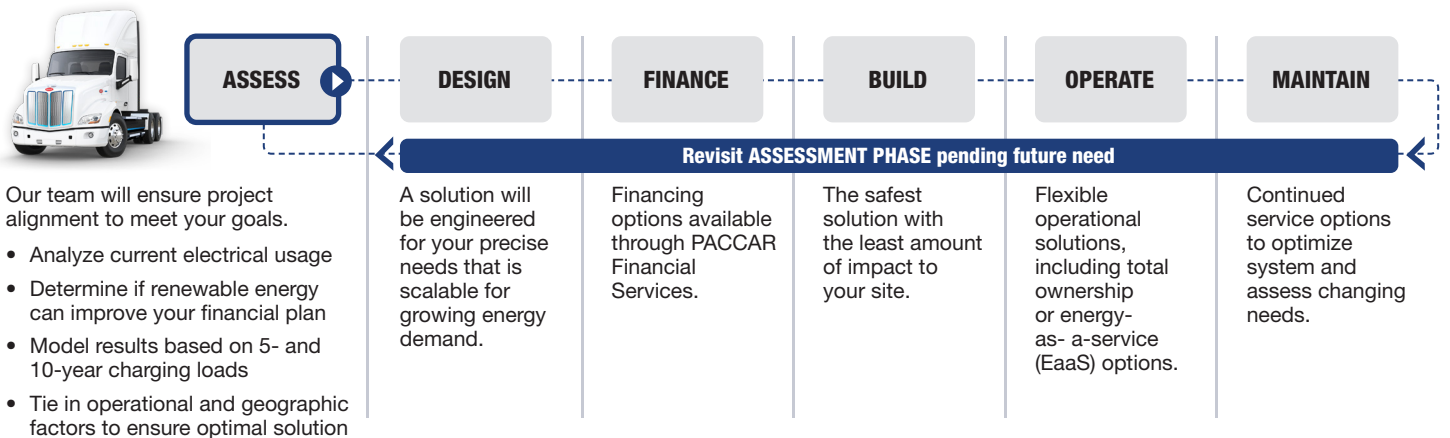 ASSESS
DESIGN
FINANCE
BUILD
OPERATE
MAINTAIN
Revisit ASSESSMENT PHASE pending future need
Our team will ensure project
alignment to meet your goals.
• Analyze current electrical usage
• Determine if renewable energy
can improve your financial plan
• Model results based on 5- and
10-year charging loads
• Tie in operational and geographic
factors to ensure optimal solution
A solution will
be engineered
for your precise
needs that is
scalable for
growing energy
demand.
Financing
options available
through PACCAR
Financial
Services.
The safest
solution with
the least amount
of impact to
your site.
Flexible
operational
solutions,
including total
ownership
or energy-
as- a-service
(EaaS) options.
Continued
service options
to optimize
system and
assess changing
needs.